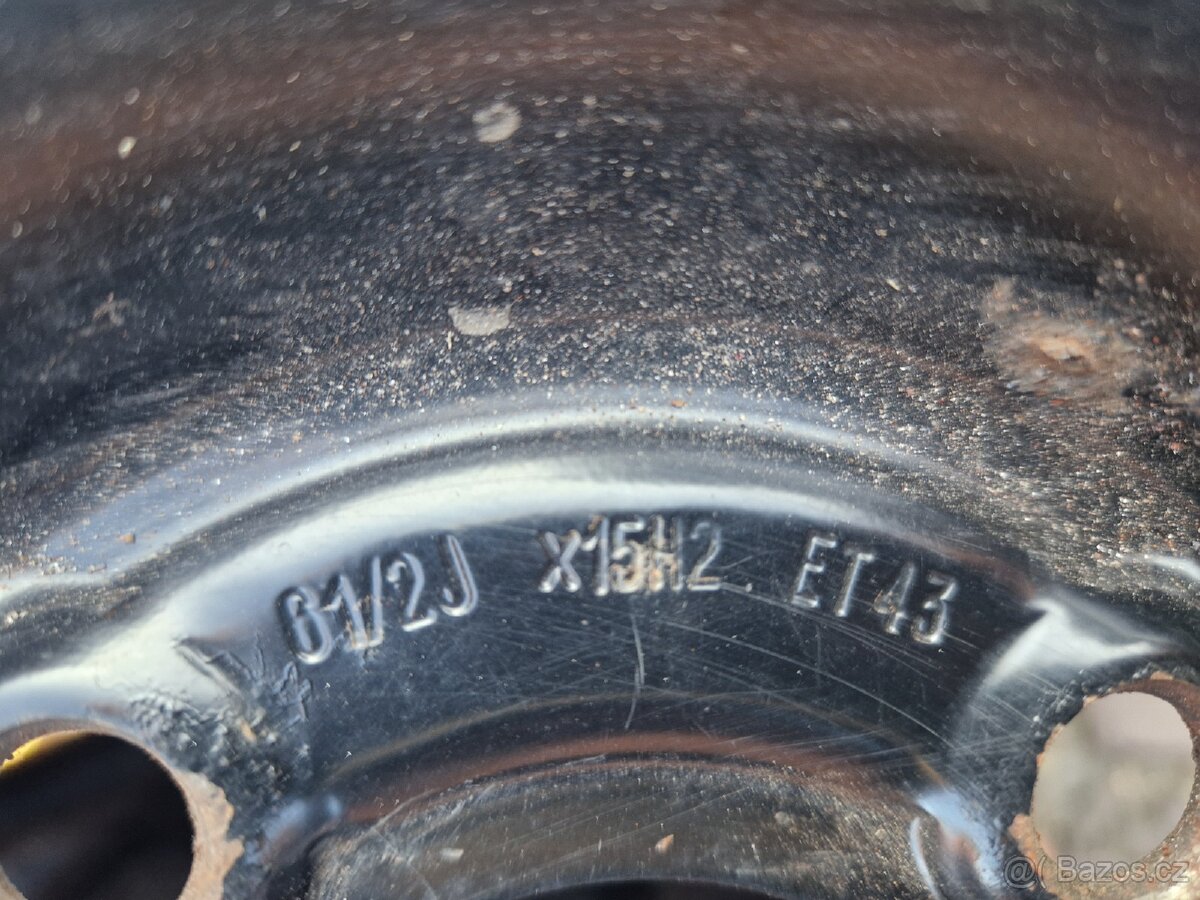 61/2J x15H2 ET43
@ Bazos.cz